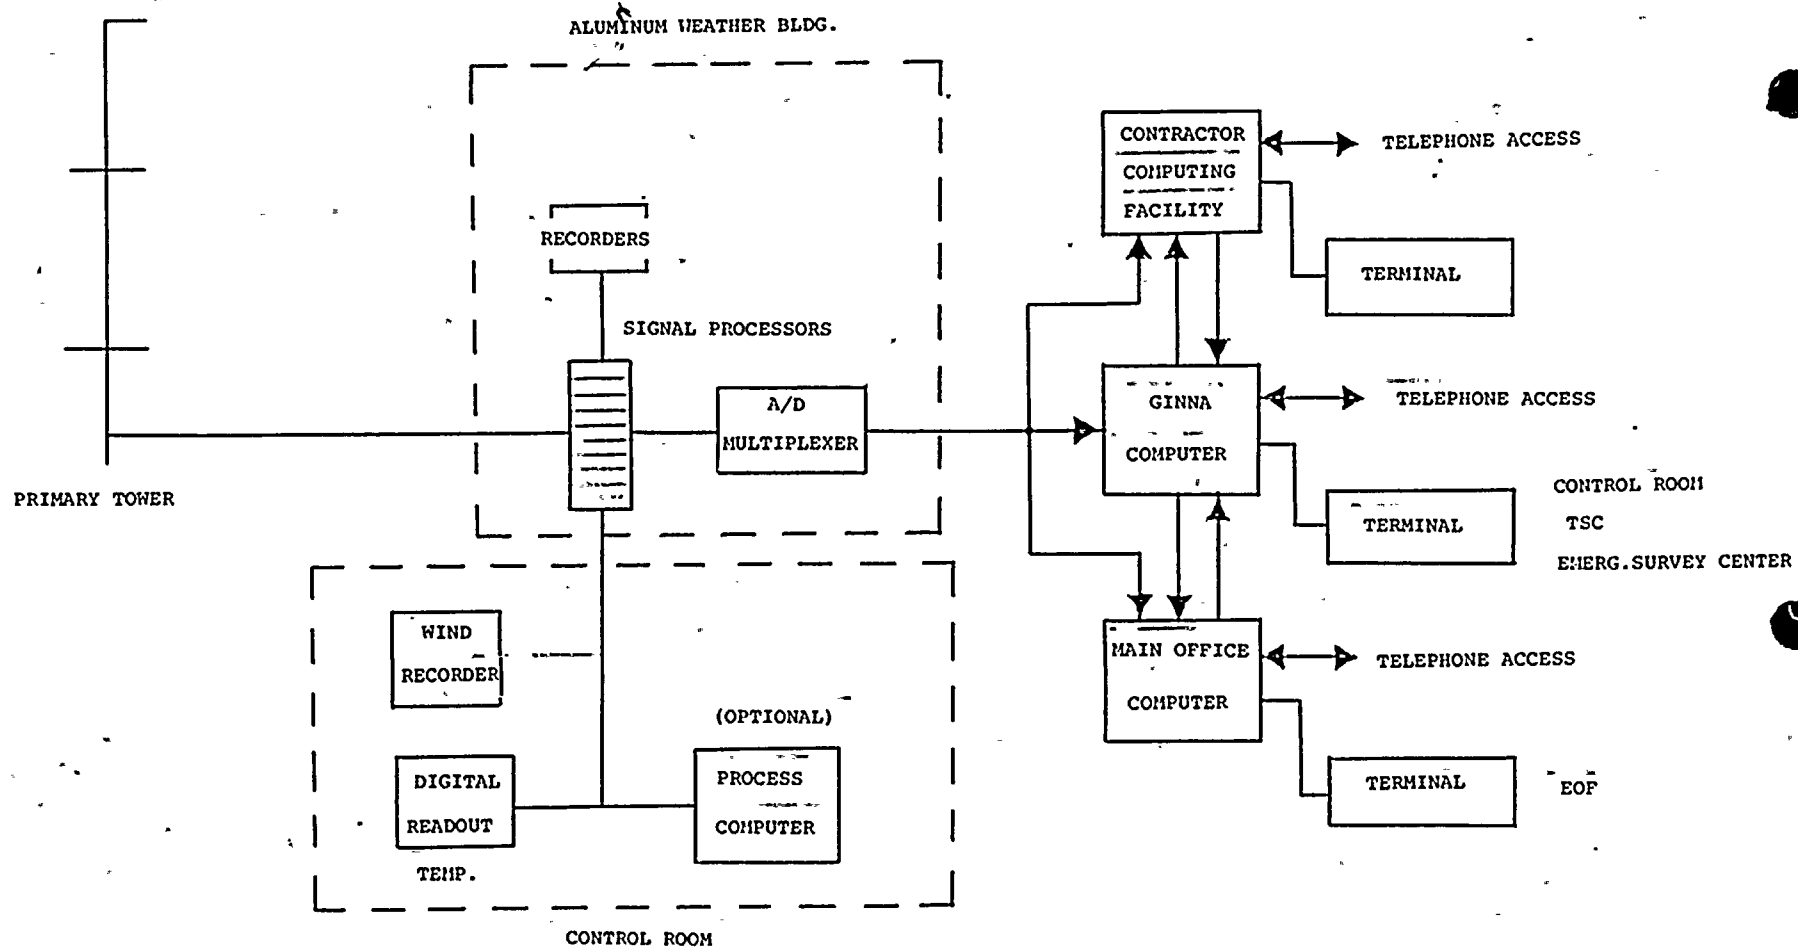 ALUMINUM WEATHER BLDG.
CONTRACTOR
COMPUTING
FACILITY
TELEPHONE ACCESS
RECORDERS
TERMINAL
SIGNAL PROCESSORS
A/D
MULTIPLEXER
GINNA
COMPUTER
TELEPHONE ACCESS
PRIMARY TOWER
TERMINAL
CONTROL ROOM
TSC
EMERG.SURVEY CENTER
WIND
RECORDER
MAIN OFFICE
COMPUTER
TELEPHONE ACCESS
(OPTIONAL)
PROCESS
COMPUTER
DIGITAL
READOUT
TEMP.
TERMINAL
EOF
CONTROL ROOM